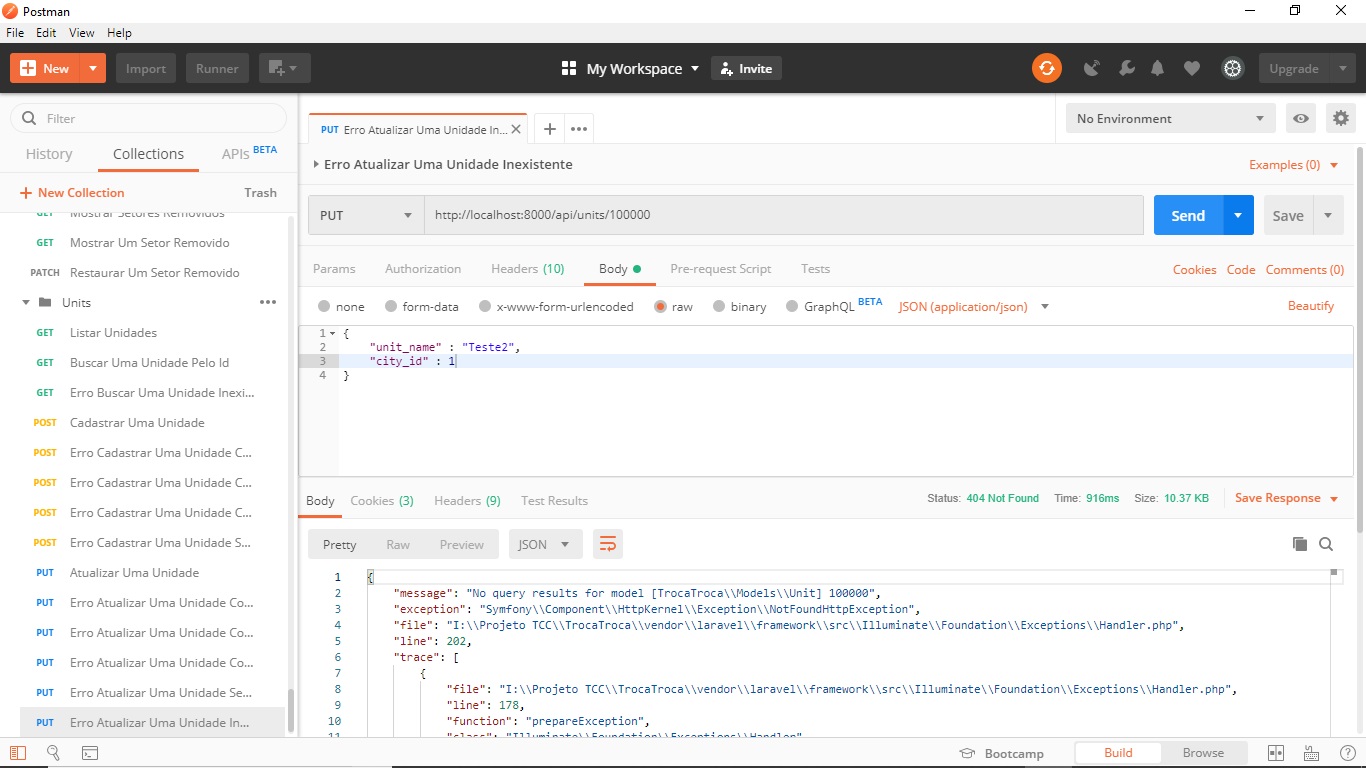 Postman
File Edit View Help
New Import Runner My Workspace Invite Upgrade
Filter
History Collections APIs BETA
New Collection Trash
GET Mostrar Setores Removidos
GET Mostrar Um Setor Removido
PATCH Restaurar Um Setor Removido
Units
GET Listar Unidades
GET Buscar Uma Unidade Pelo Id
GET Erro Buscar Uma Unidade Inexi...
POST Cadastrar Uma Unidade
POST Erro Cadastrar Uma Unidade C...
POST Erro Cadastrar Uma Unidade C...
POST Erro Cadastrar Uma Unidade C...
POST Erro Cadastrar Uma Unidade S...
PUT Atualizar Uma Unidade
PUT Erro Atualizar Uma Unidade Co...
PUT Erro Atualizar Uma Unidade Co...
PUT Erro Atualizar Uma Unidade Co...
PUT Erro Atualizar Uma Unidade Se...
PUT Erro Atualizar Uma Unidade In...
PUT Erro Atualizar Uma Unidade In...
No Environment
Erro Atualizar Uma Unidade Inexistente
Examples (0)
PUT http://localhost:8000/api/units/100000 Send Save
Params Authorization Headers (10) Body Pre-request Script Tests Cookies Code Comments (0)
none form-data x-www-form-urlencoded raw binary GraphQL BETA JSON (application/json) Beautify
1 {
2 "unit_name" : "Teste2",
3 "city_id" : 1
4 }
Body Cookies (3) Headers (9) Test Results Status: 404 Not Found Time: 916ms Size: 10.37 KB Save Response
Pretty Raw Preview JSON
1 {
2 "message": "No query results for model [TrocaTroca\\Models\\Unit] 100000",
3 "exception": "Symfony\\Component\\HttpKernel\\Exception\\NotFoundHttpException",
4 "file": "I:\\Projeto TCC\\TrocaTroca\\vendor\\laravel\\framework\\src\\Illuminate\\Foundation\\Exceptions\\Handler.php",
5 "line": 202,
6 "trace": [
7 {
8 "file": "I:\\Projeto TCC\\TrocaTroca\\vendor\\laravel\\framework\\src\\Illuminate\\Foundation\\Exceptions\\Handler.php",
9 "line": 178,
10 "function": "prepareException",
11 "class": "Illuminate\\Foundation\\Exceptions\\Handler"
Bootcamp Build Browse